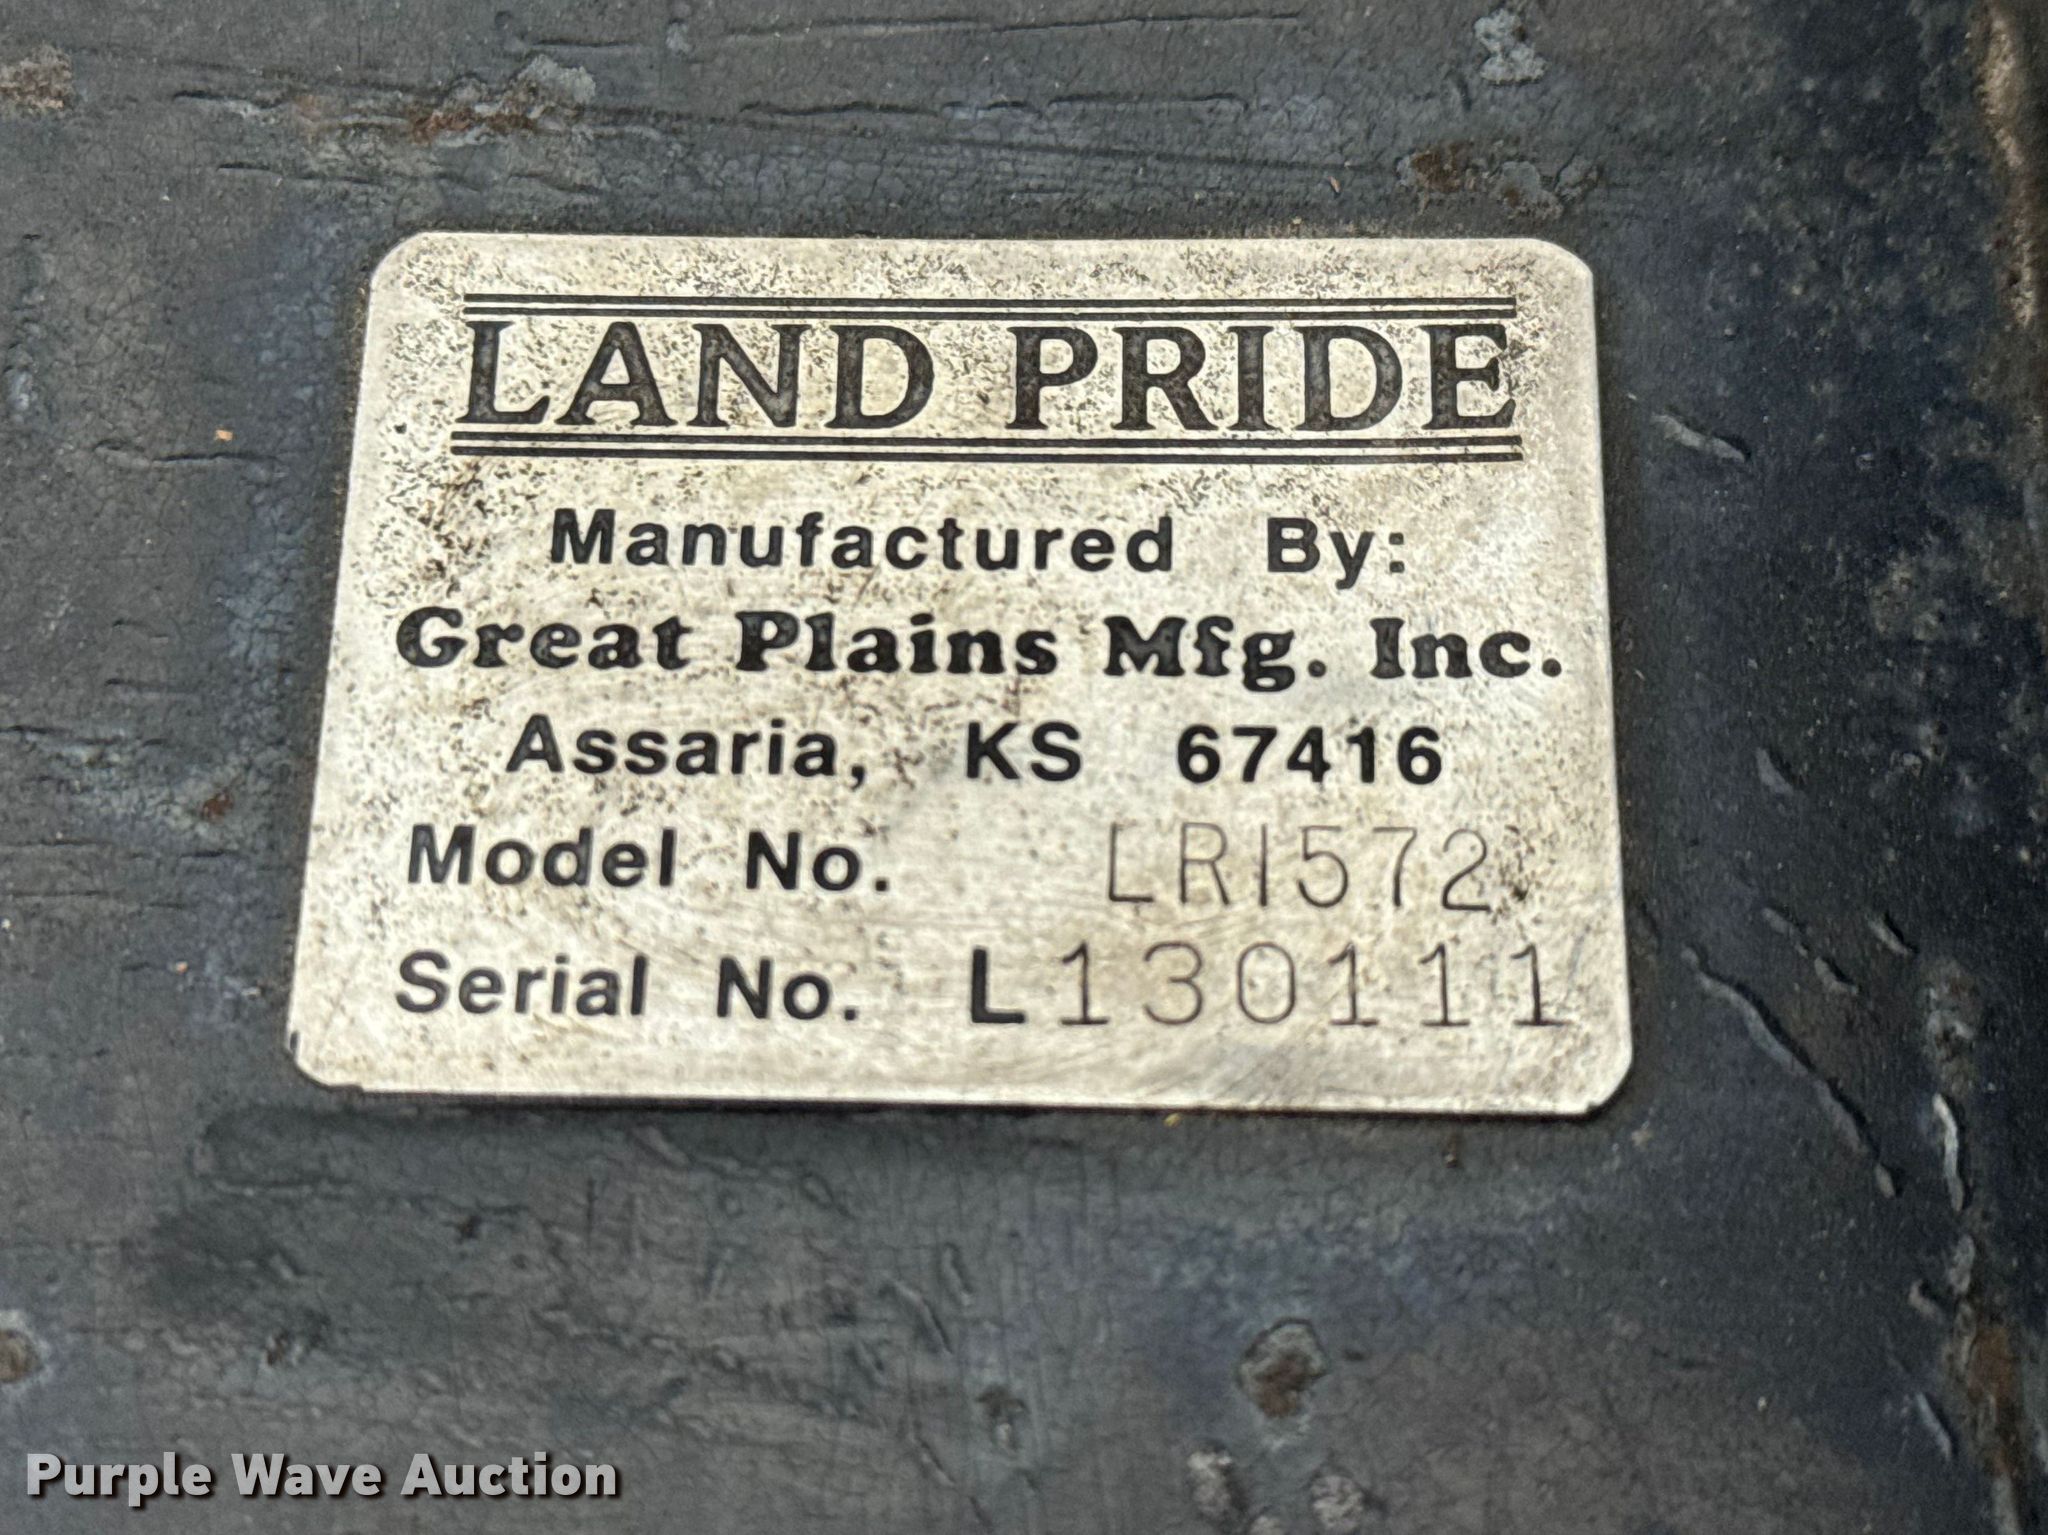 LAND PRIDE
Manufactured By:
Great Plains Mfg. Inc.
Assaria, KS 67416
Model No. LR1572
Serial No. L130111
Purple Wave Auction